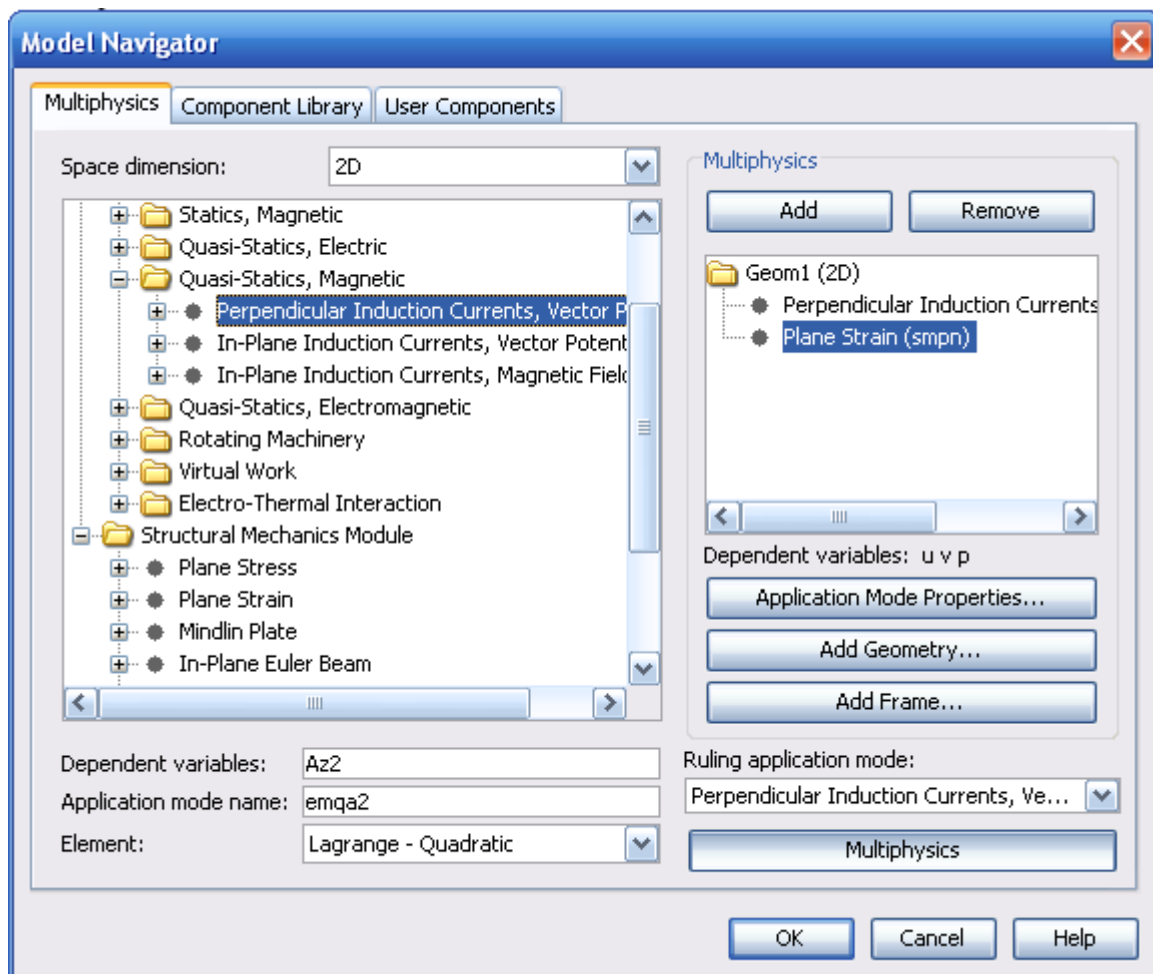 Model Navigator
Multiphysics
Component Library
User Components
Space dimension:
2D
Statics, Magnetic
Quasi-Statics, Electric
Quasi-Statics, Magnetic
Perpendicular Induction Currents, Vector P
In-Plane Induction Currents, Vector Potent
In-Plane Induction Currents, Magnetic Field
Quasi-Statics, Electromagnetic
Rotating Machinery
Virtual Work
Electro-Thermal Interaction
Structural Mechanics Module
Plane Stress
Plane Strain
Mindlin Plate
In-Plane Euler Beam
Dependent variables:
Az2
Application mode name:
emqa2
Element:
Lagrange - Quadratic
Multiphysics
Add
Remove
Geom1 (2D)
Perpendicular Induction Currents
Plane Strain (smpn)
Dependent variables: u v p
Application Mode Properties...
Add Geometry...
Add Frame...
Ruling application mode:
Perpendicular Induction Currents, Ve...
Multiphysics
OK
Cancel
Help